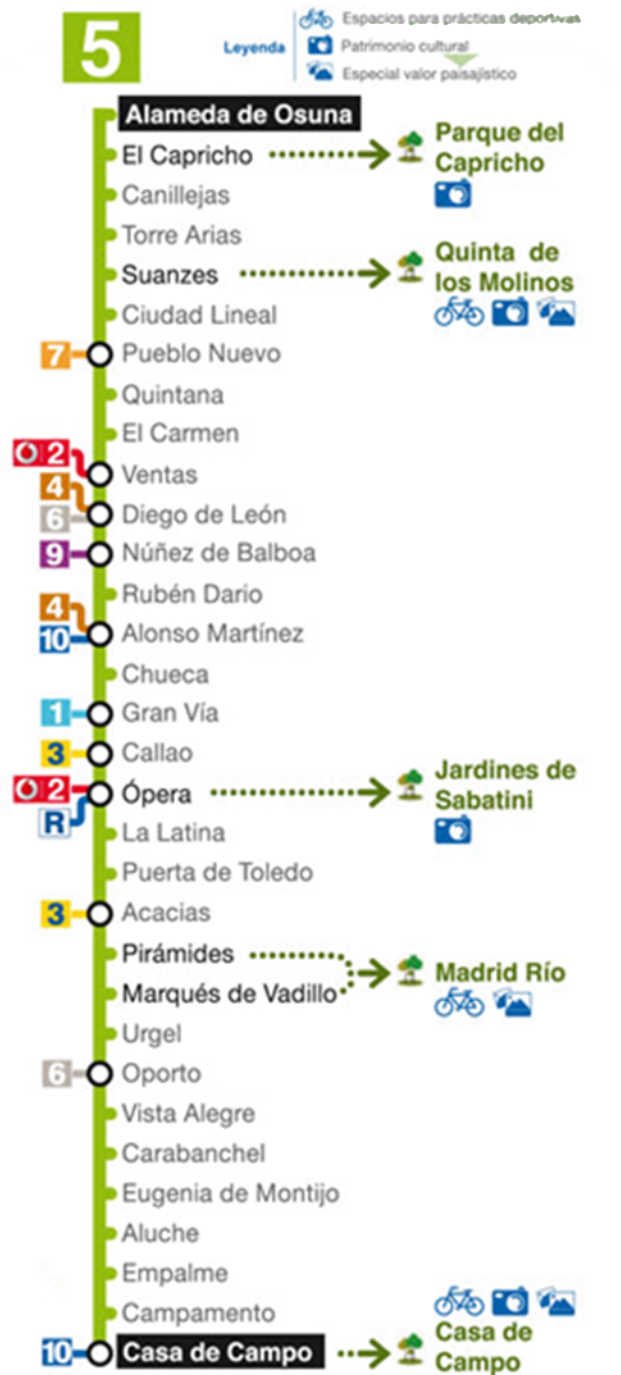 5
Leyenda
Espacios para prácticas deportivas
Patrimonio cultural
Especial valor paisajístico
Alameda de Osuna
El Capricho
Parque del
Capricho
Canillejas
Torre Arias
Suanzes
Quinta de
los Molinos
Ciudad Lineal
7 Pueblo Nuevo
Quintana
El Carmen
2 Ventas
4
6 Diego de León
9 Núñez de Balboa
Rubén Dario
4
10 Alonso Martínez
Chueca
1 Gran Vía
3 Callao
2 Ópera
R
Jardines de
Sabatini
La Latina
Puerta de Toledo
3 Acacias
Pirámides
Marqués de Vadillo
Madrid Río
Urgel
6 Oporto
Vista Alegre
Carabanchel
Eugenia de Montijo
Aluche
Empalme
Campamento
10 Casa de Campo
Casa de
Campo